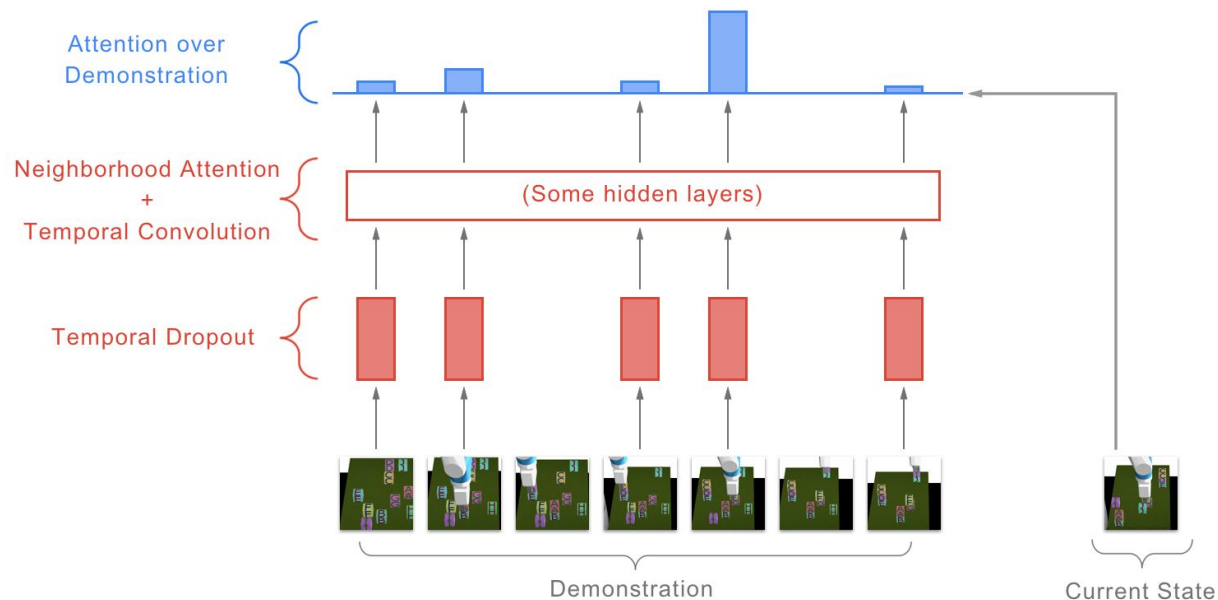 Attention over
Demonstration
Neighborhood Attention
+
Temporal Convolution
(Some hidden layers)
Temporal Dropout
Demonstration
Current State